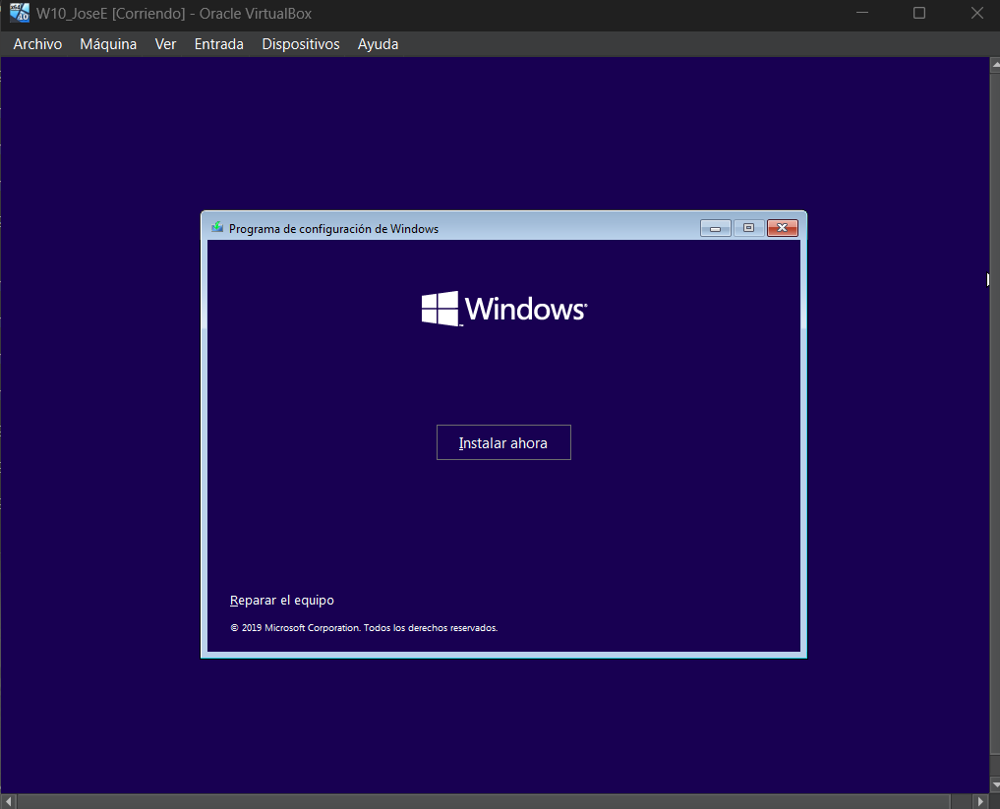 W10_JoseE [Corriendo] - Oracle VirtualBox
Archivo Máquina Ver Entrada Dispositivos Ayuda
Programa de configuración de Windows
Windows
Instalar ahora
Reparar el equipo
© 2019 Microsoft Corporation. Todos los derechos reservados.